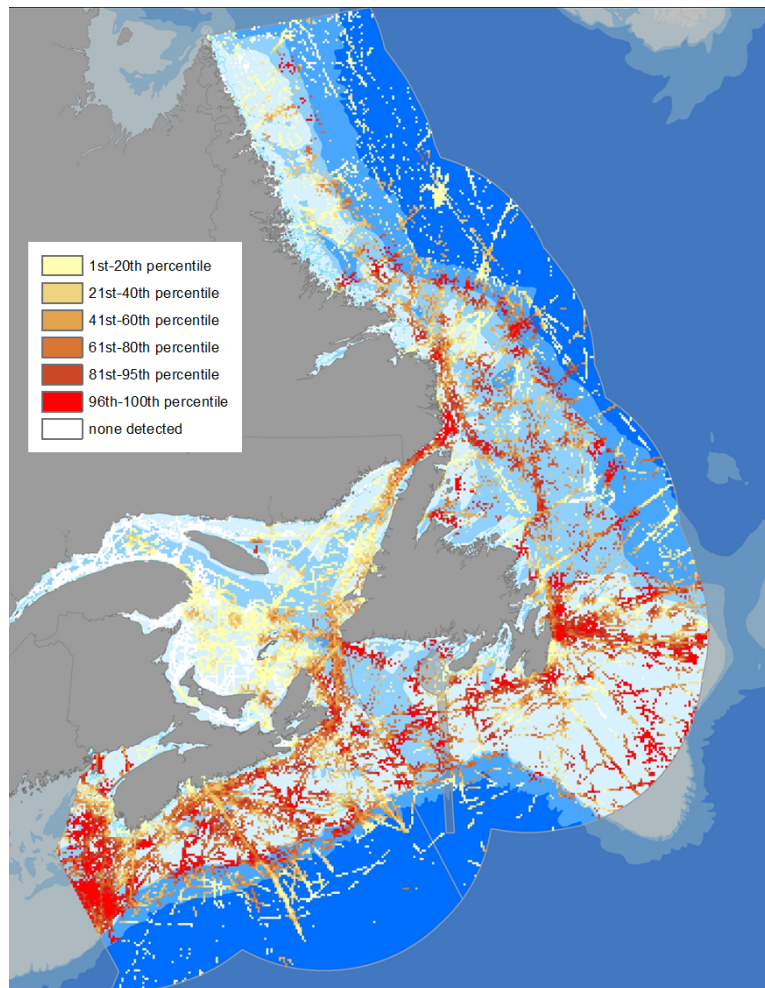 1st-20th percentile
21st-40th percentile
41st-60th percentile
61st-80th percentile
81st-95th percentile
96th-100th percentile
none detected